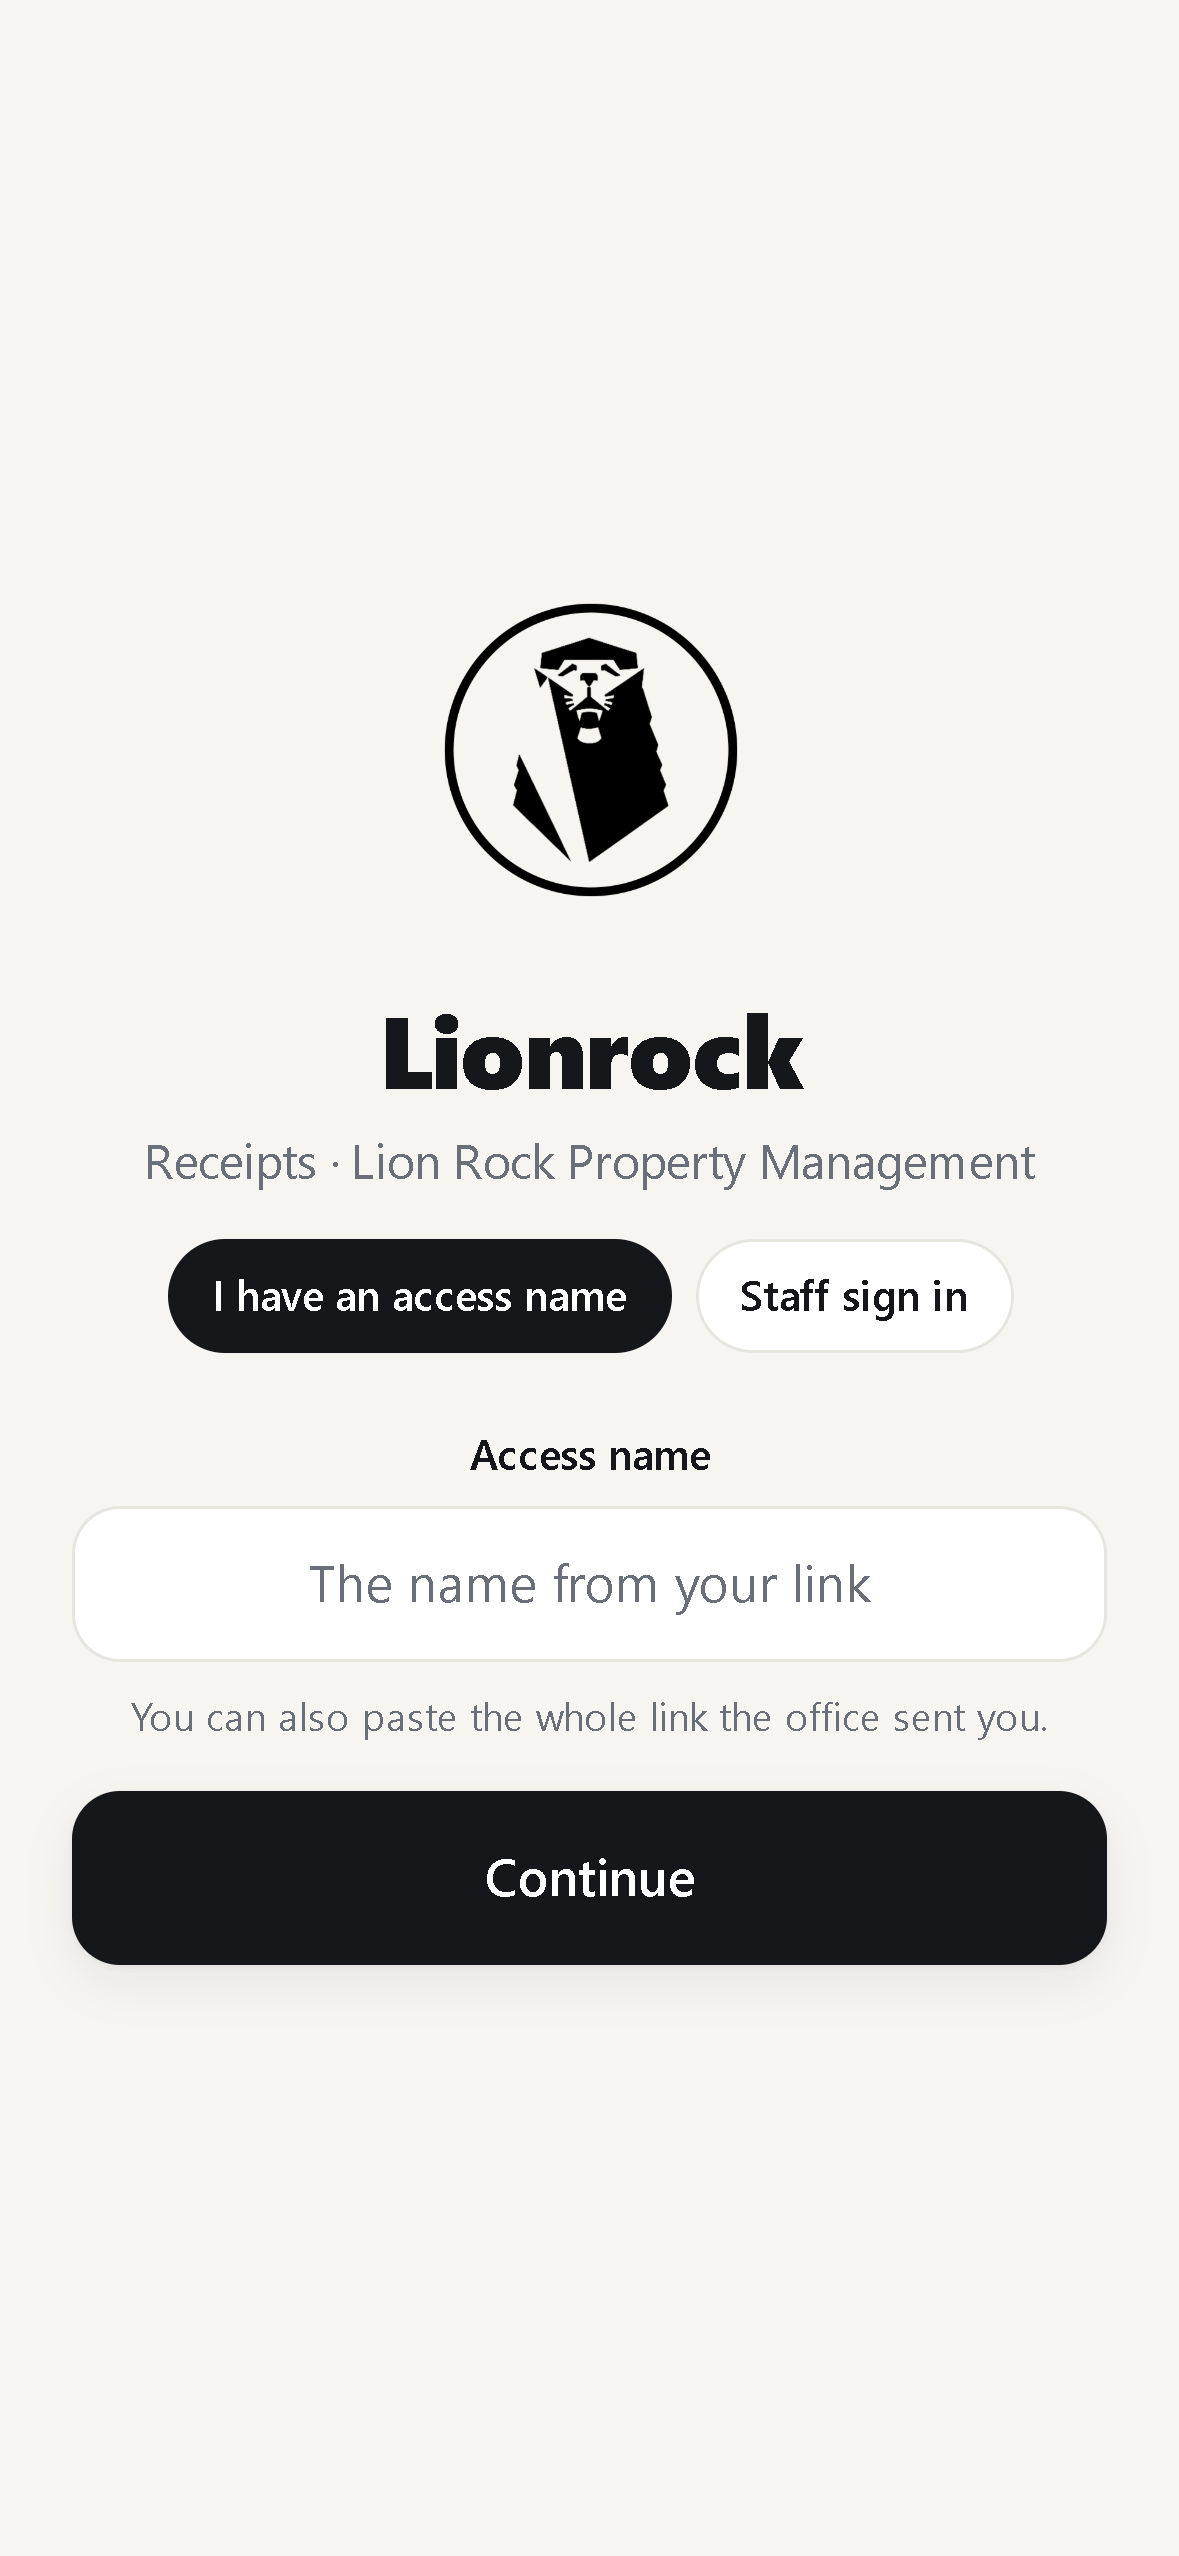 Lionrock
Receipts · Lion Rock Property Management
I have an access name
Staff sign in
Access name
The name from your link
You can also paste the whole link the office sent you.
Continue